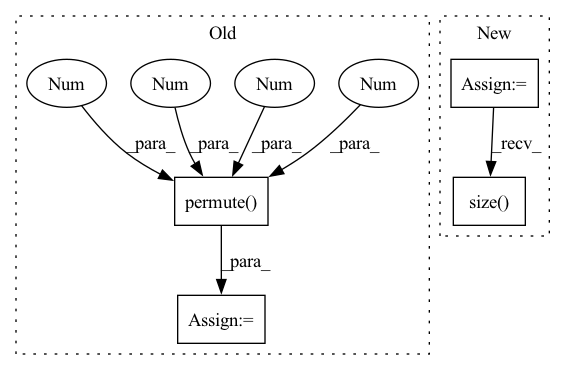 Old
New
Num
Num
Num
Num
Assign:=
_para_
_para_
_para_
_para_
_recv_
permute()
size()
_para_
Assign:=